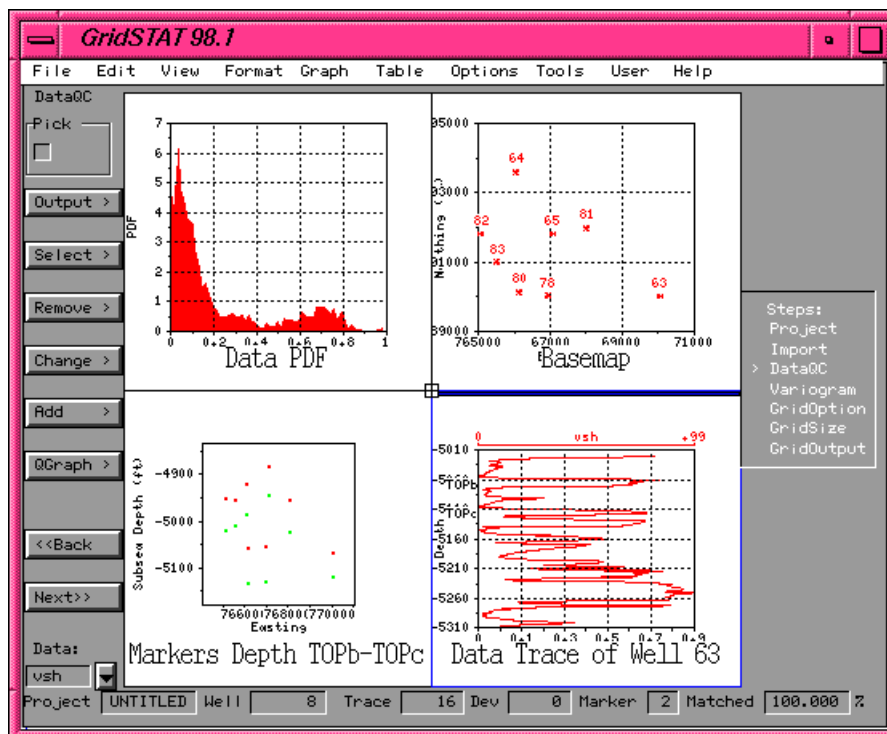 GridSTAT 98.1
File Edit View Format Graph Table Options Tools User Help
DataQC
Pick
Output >
Select >
Remove >
Change >
Add >
QGraph >
<<Back
Next>>
Data:
vsh
7
6
5
4
3
2
1
0
PDF
0 0.2 0.4 0.6 0.8 1
Data PDF
95000
93000
91000
89000
64
82 65 81
83
80 78 63
765000 67000 69000 71000
Basemap
-4900
-5000
-5100
Subsea Depth (ft)
Easting
Markers Depth TOPb-TOPc
0 vsh +99
-5010
TOPb
TOPc
-5160
-5210
-5260
-5310
Depth
0 0.1 0.3 0.5 0.7 0.9
Data Trace of Well 63
Steps:
Project
Import
> DataQC
Variogram
GridOption
GridSize
GridOutput
Project UNTITLED Well 8 Trace 16 Dev 0 Marker 2 Matched 100.000 %